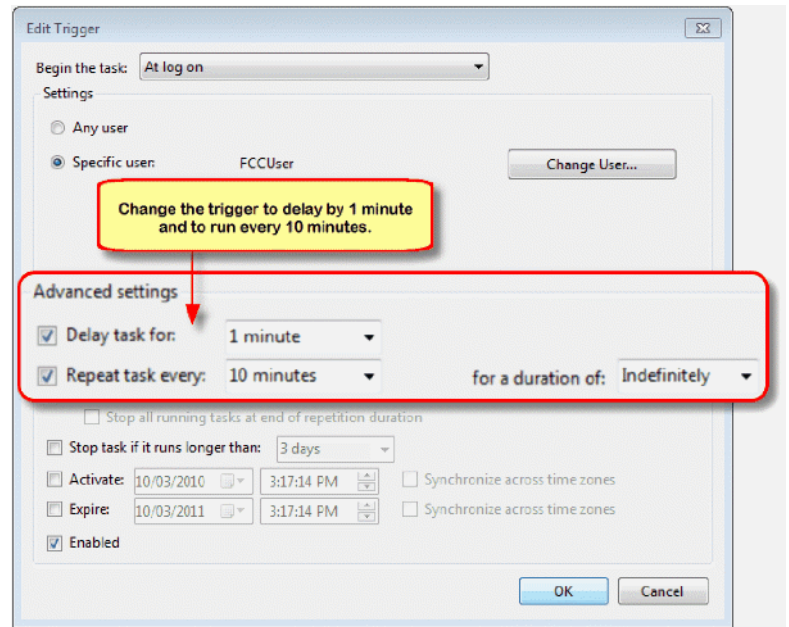 Edit Trigger
Begin the task: At log on
Settings
Any user
Specific user: FCCUser Change User...
Change the trigger to delay by 1 minute
and to run every 10 minutes.
Advanced settings
Delay task for: 1 minute
Repeat task every: 10 minutes for a duration of: Indefinitely
Stop all running tasks at end of repetition duration
Stop task if it runs longer than: 3 days
Activate: 10/03/2010 3:17:14 PM Synchronize across time zones
Expire: 10/03/2011 3:17:14 PM Synchronize across time zones
Enabled
OK Cancel